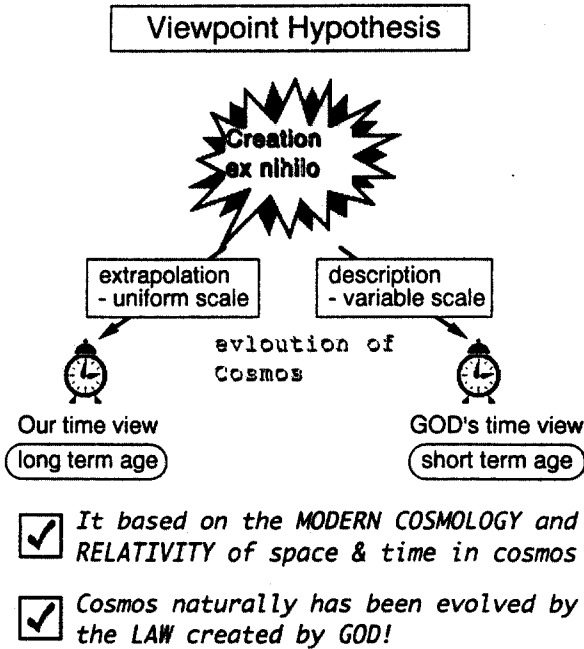 Viewpoint Hypothesis
Creation
ex nihilo
extrapolation
- uniform scale
description
- variable scale
evloution of
Cosmos
Our time view
long term age
GOD's time view
short term age
It based on the MODERN COSMOLOGY and
RELATIVITY of space & time in cosmos
Cosmos naturally has been evolved by
the LAW created by GOD!